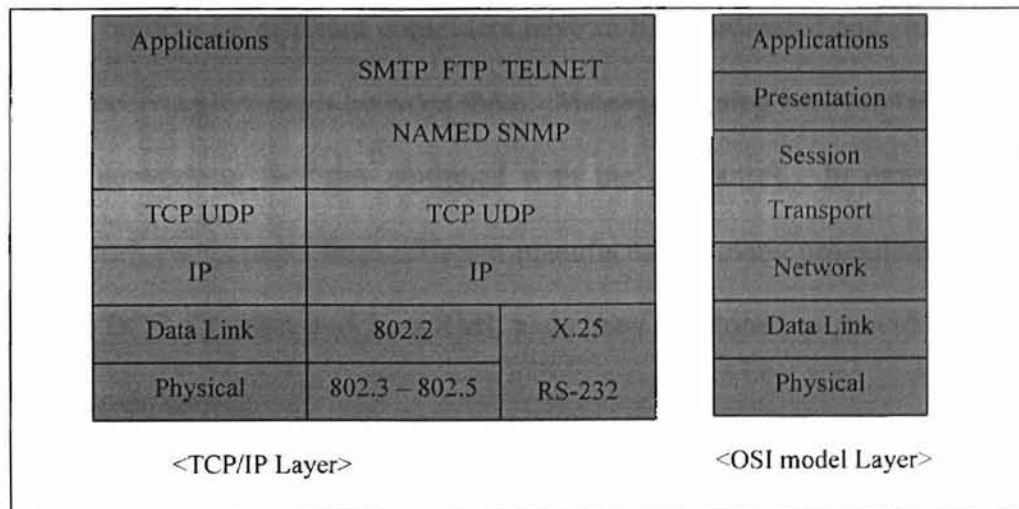 Applications
SMTP FTP TELNET
NAMED SNMP
TCP UDP TCP UDP
IP IP
Data Link 802.2 X.25
Physical 802.3 – 802.5 RS-232
<TCP/IP Layer>
Applications
Presentation
Session
Transport
Network
Data Link
Physical
<OSI model Layer>